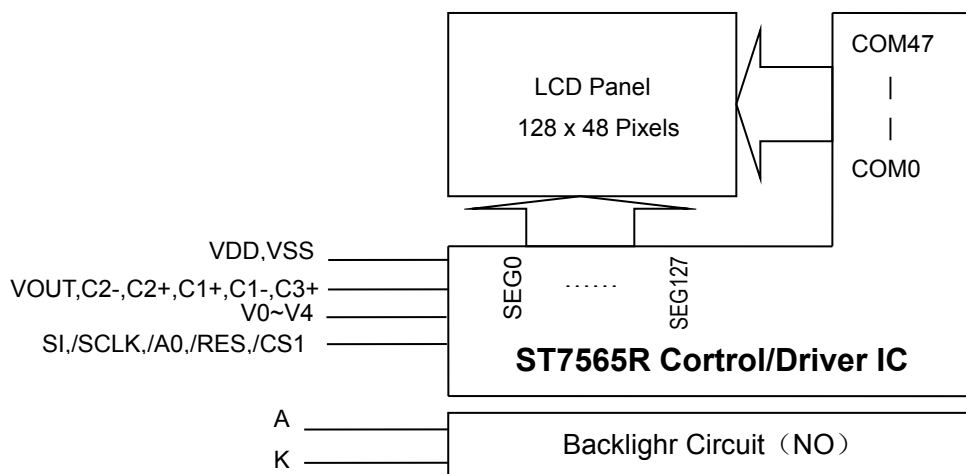 COM47
LCD Panel
|
128 x 48 Pixels
|
COM0
VDD,VSS
SEG0
......
SEG127
VOUT,C2-,C2+,C1+,C1-,C3+
V0~V4
SI,/SCLK,/A0,/RES,/CS1
ST7565R Cortrol/Driver IC
A
Backlighr Circuit（NO）
K